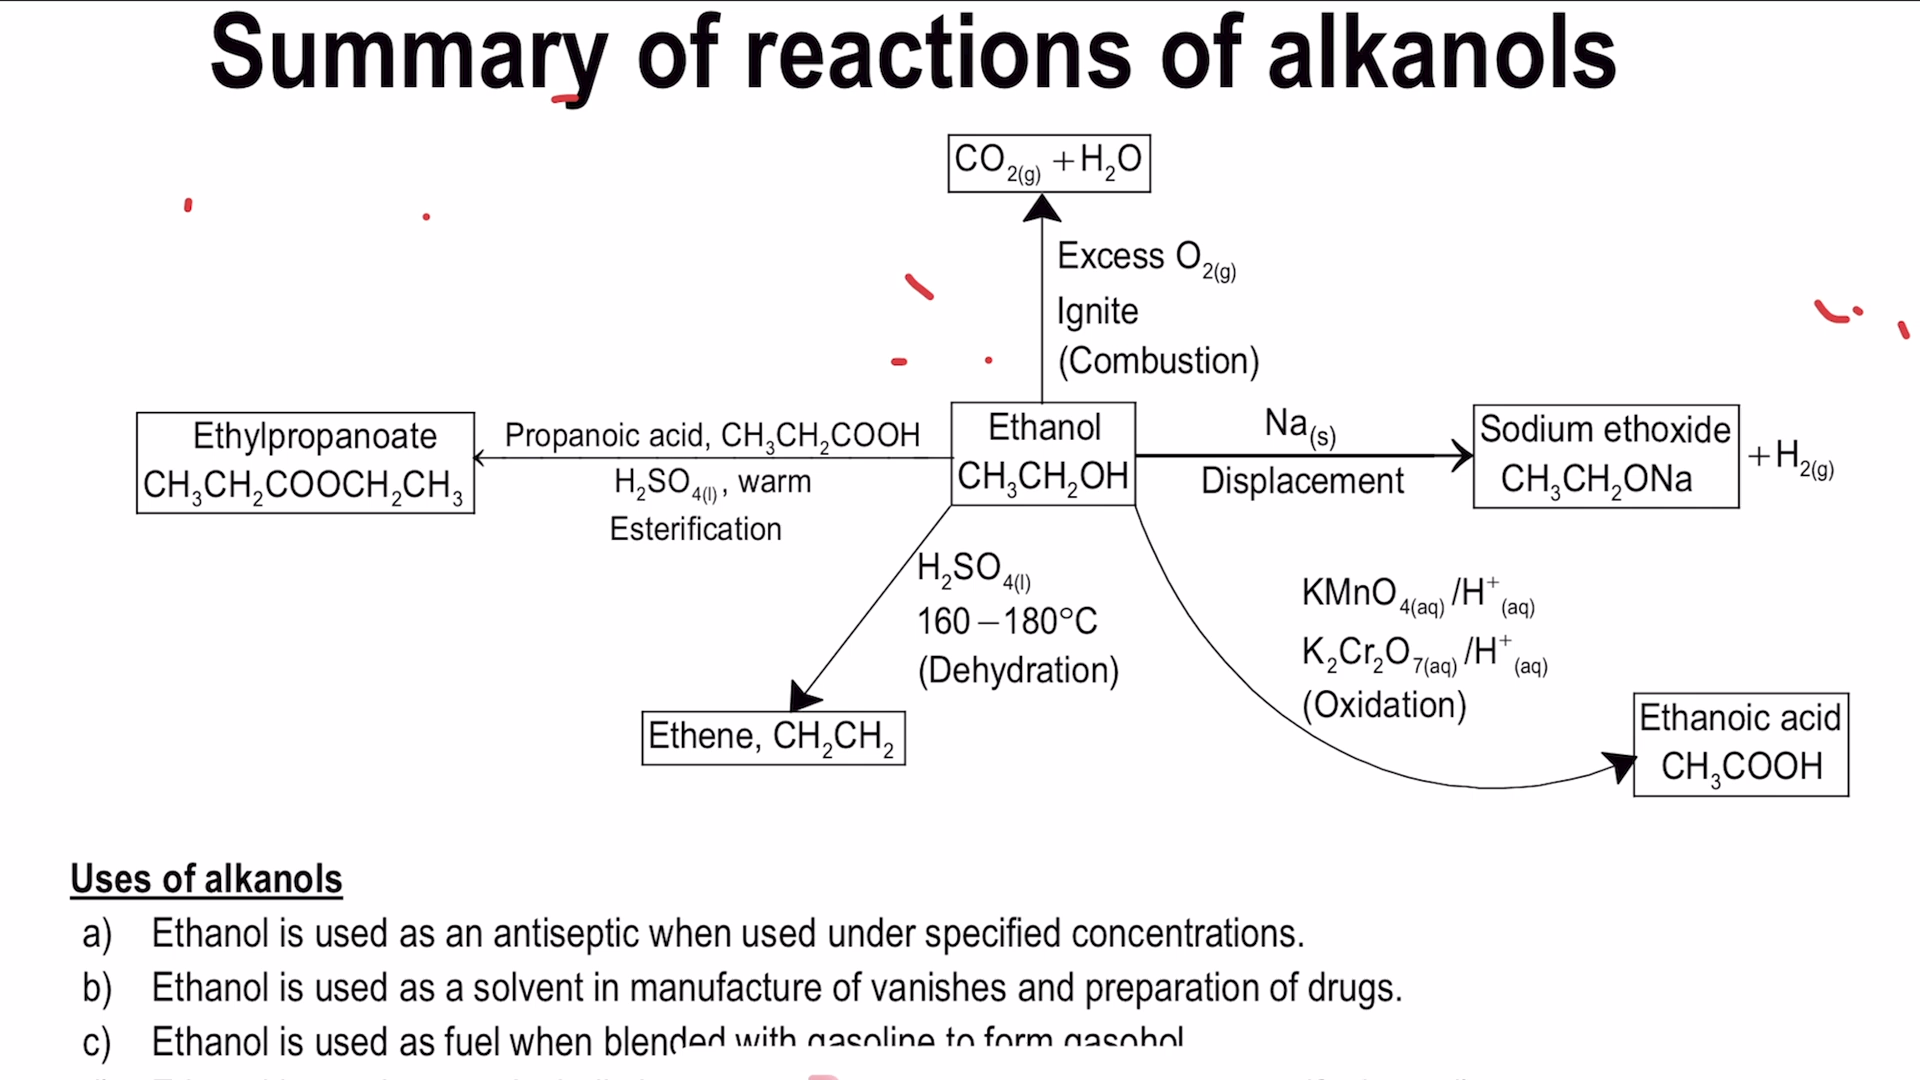 Summary of reactions of alkanols
CO₂(g) + H₂O
Excess O₂(g)
Ignite
(Combustion)
Ethylpropanoate
CH₃CH₂COOCH₂CH₃
Propanoic acid, CH₃CH₂COOH
H₂SO₄(l), warm
Esterification
Ethanol
CH₃CH₂OH
Na(s)
Displacement
Sodium ethoxide
CH₃CH₂ONa
+H₂(g)
H₂SO₄(l)
160–180°C
(Dehydration)
Ethene, CH₂CH₂
KMnO₄(aq)/H⁺(aq)
K₂Cr₂O₇(aq)/H⁺(aq)
(Oxidation)
Ethanoic acid
CH₃COOH
Uses of alkanols
a) Ethanol is used as an antiseptic when used under specified concentrations.
b) Ethanol is used as a solvent in manufacture of vanishes and preparation of drugs.
c) Ethanol is used as fuel when blended with gasoline to form gasohol